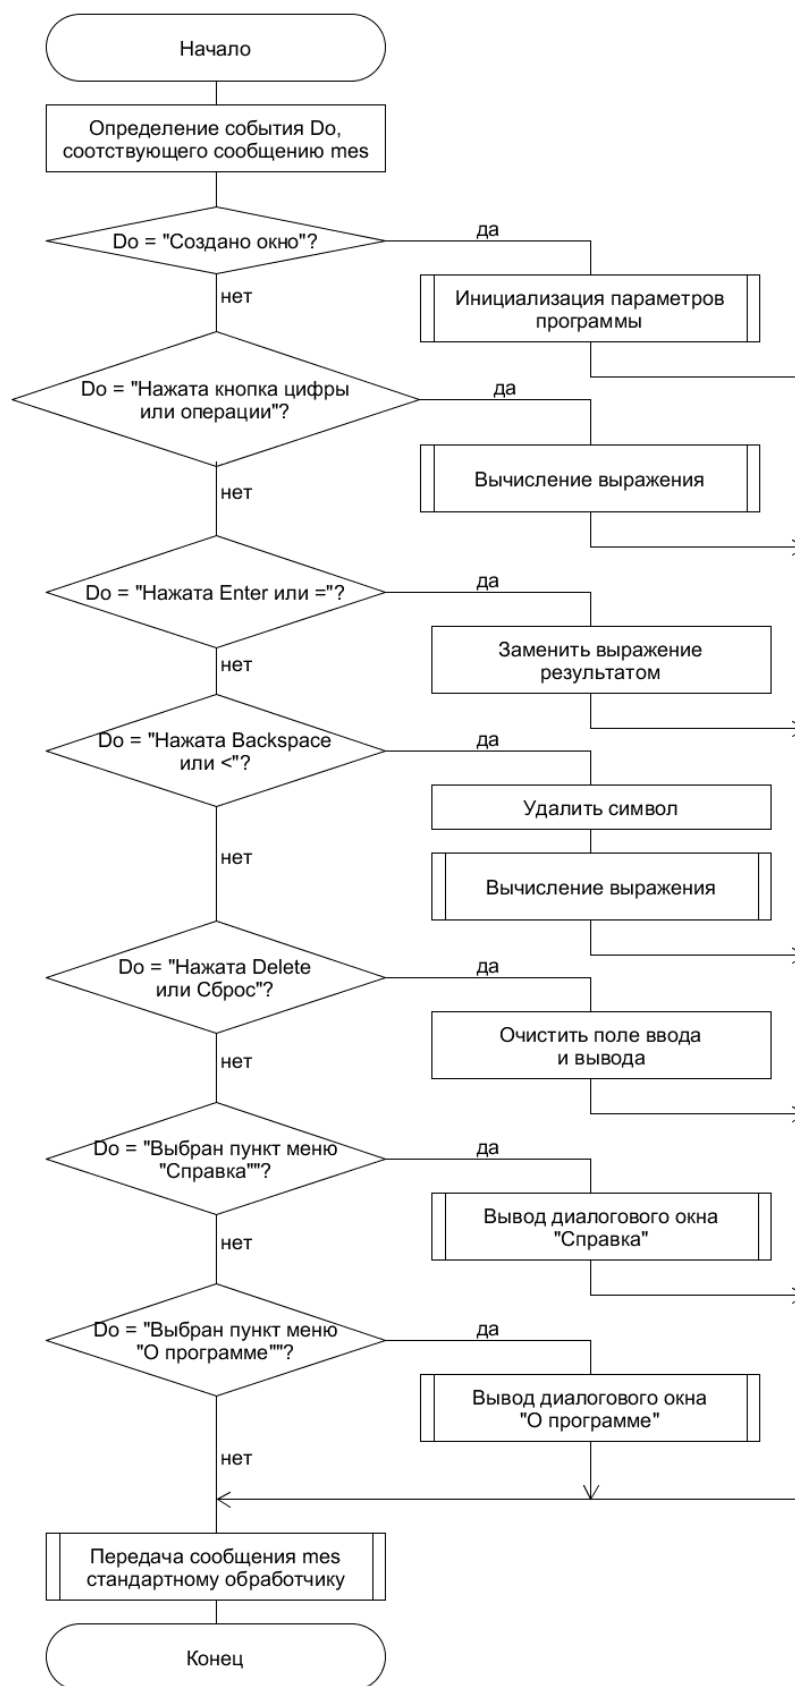 Начало
Определение события Do,
соотствующего сообщению mes
Do = "Создано окно"?
да
нет
Инициализация параметров
программы
Do = "Нажата кнопка цифры
или операции"?
да
нет
Вычисление выражения
Do = "Нажата Enter или ="?
да
нет
Заменить выражение
результатом
Do = "Нажата Backspace
или <"?
да
Удалить символ
нет
Вычисление выражения
Do = "Нажата Delete
или Сброс"?
да
нет
Очистить поле ввода
и вывода
Do = "Выбран пункт меню
"Справка""?
да
нет
Вывод диалогового окна
"Справка"
Do = "Выбран пункт меню
"О программе""?
да
нет
Вывод диалогового окна
"О программе"
Передача сообщения mes
стандартному обработчику
Конец